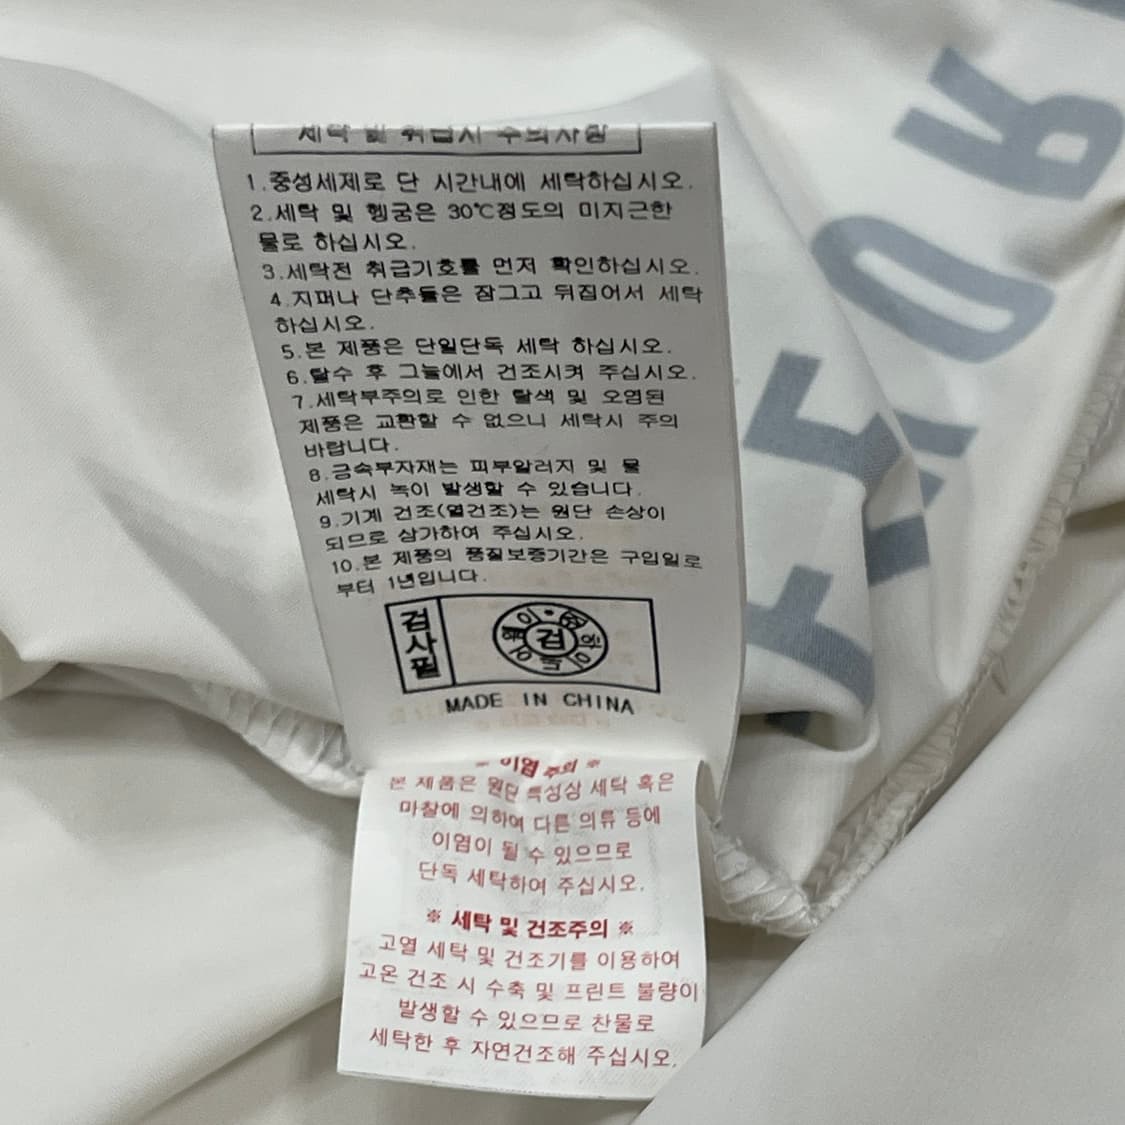 세탁 및 취급시 주의사항
1.중성세제로 단 시간내에 세탁하십시오.
2.세탁 및 헹굼은 30℃정도의 미지근한
물로 하십시오.
3.세탁전 취급기호를 먼저 확인하십시오.
4.지퍼나 단추들은 잠그고 뒤집어서 세탁
하십시오.
5.본 제품은 단일단독 세탁 하십시오.
6.탈수 후 그늘에서 건조시켜 주십시오.
7.세탁부주의로 인한 탈색 및 오염된
제품은 교환할 수 없으니 세탁시 주의
바랍니다.
8.금속부자재는 피부알러지 및 물
세탁시 녹이 발생할 수 있습니다.
9.기계 건조(열건조)는 원단 손상이
되므로 삼가하여 주십시오.
10.본 제품의 품질보증기간은 구입일로
부터 1년입니다.
검사필
검
MADE IN CHINA
※ 이염 주의 ※
본 제품은 원단 특성상 세탁 혹은
마찰에 의하여 다른 의류 등에
이염이 될 수 있으므로
단독 세탁하여 주십시오.
※ 세탁 및 건조주의 ※
고열 세탁 및 건조기를 이용하여
고온 건조 시 수축 및 프린트 불량이
발생할 수 있으므로 찬물로
세탁한 후 자연건조해 주십시오.